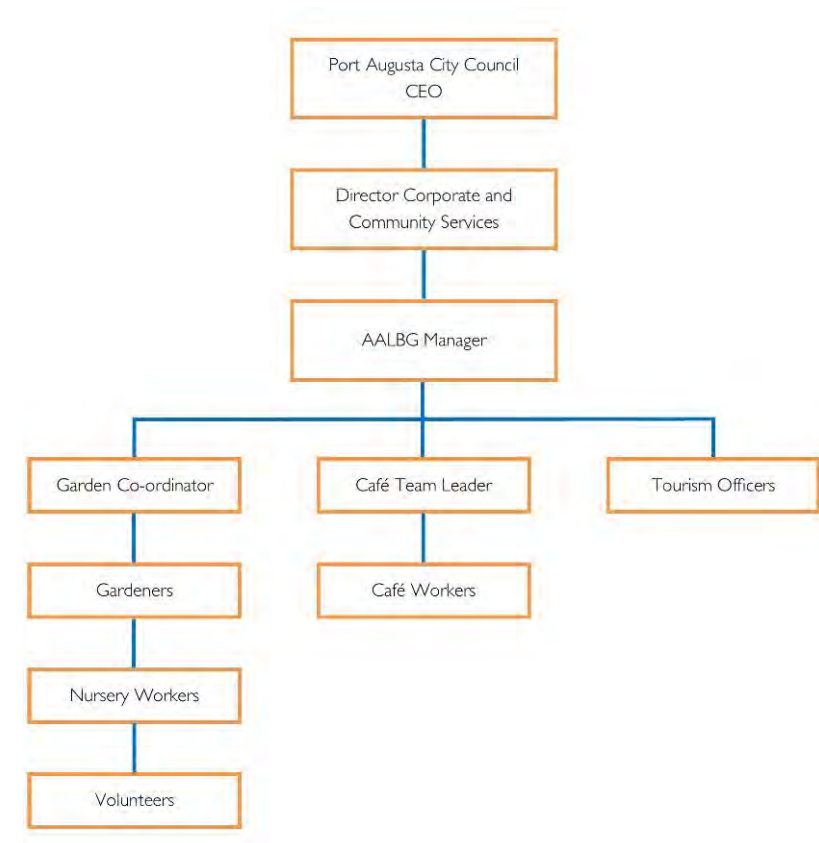 Port Augusta City Council
CEO
Director Corporate and
Community Services
AALBG Manager
Garden Co-ordinator
Café Team Leader
Tourism Officers
Gardeners
Café Workers
Nursery Workers
Volunteers